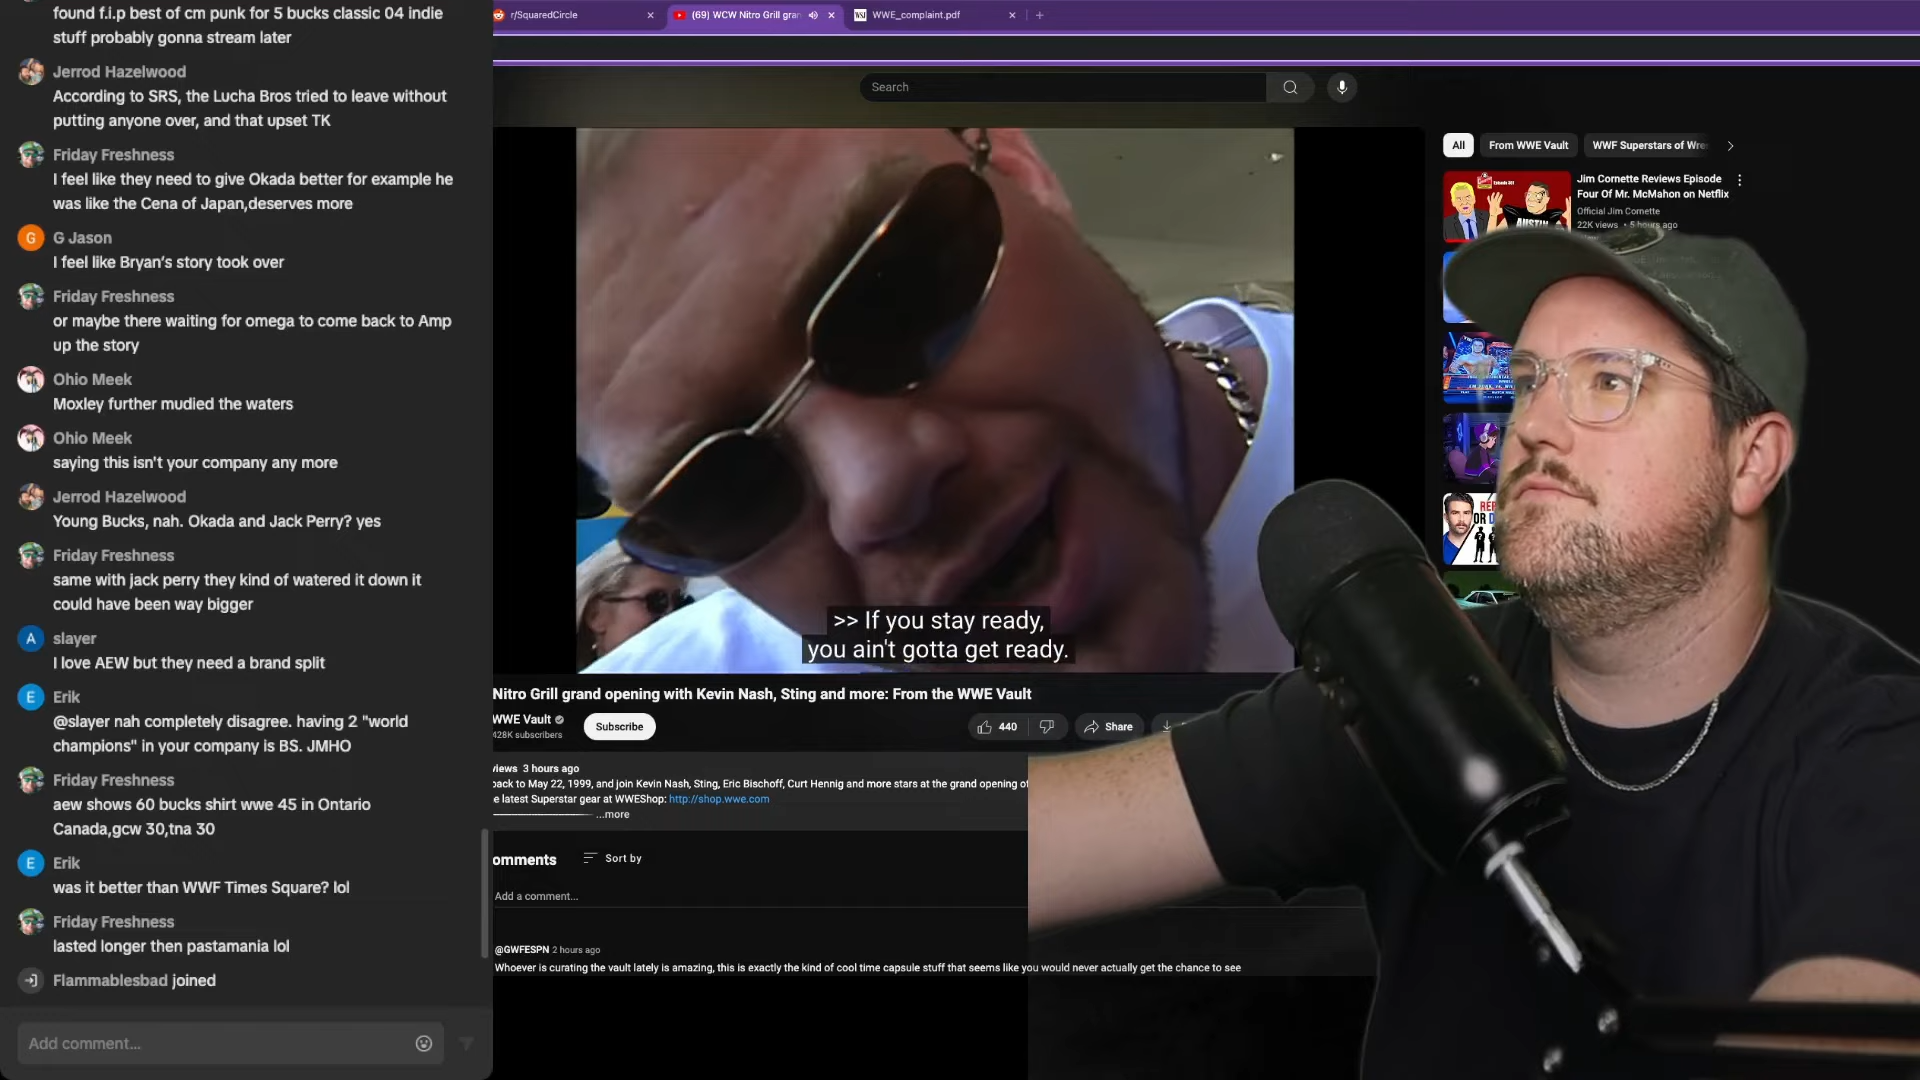 found f.i.p best of cm punk for 5 bucks classic 04 indie
stuff probably gonna stream later
Jerrod Hazelwood
According to SRS, the Lucha Bros tried to leave without
putting anyone over, and that upset TK
Friday Freshness
I feel like they need to give Okada better for example he
was like the Cena of Japan,deserves more
G
G Jason
I feel like Bryan's story took over
Friday Freshness
or maybe there waiting for omega to come back to Amp
up the story
Ohio Meek
Moxley further mudied the waters
Ohio Meek
saying this isn't your company any more
Jerrod Hazelwood
Young Bucks, nah. Okada and Jack Perry? yes
Friday Freshness
same with jack perry they kind of watered it down it
could have been way bigger
A
slayer
I love AEW but they need a brand split
E
Erik
@slayer nah completely disagree. having 2 "world
champions" in your company is BS. JMHO
Friday Freshness
aew shows 60 bucks shirt wwe 45 in Ontario
Canada,gcw 30,tna 30
E
Erik
was it better than WWF Times Square? lol
Friday Freshness
lasted longer then pastamania lol
Flammablesbad joined
Add comment...
r/SquaredCircle
(69) WCW Nitro Grill gran
WSJ
WWE_complaint.pdf
Search
>> If you stay ready,
you ain't gotta get ready.
Nitro Grill grand opening with Kevin Nash, Sting and more: From the WWE Vault
WWE Vault
428K subscribers
Subscribe
440
Share
views 3 hours ago
back to May 22, 1999, and join Kevin Nash, Sting, Eric Bischoff, Curt Hennig and more stars at the grand opening of
e latest Superstar gear at WWEShop: http://shop.wwe.com
...more
omments
Sort by
Add a comment...
@GWFESPN 2 hours ago
Whoever is curating the vault lately is amazing, this is exactly the kind of cool time capsule stuff that seems like you would never actually get the chance to see
All
From WWE Vault
WWF Superstars of Wre
Jim Cornette Reviews Episode
Four Of Mr. McMahon on Netflix
Official Jim Cornette
22K views • 5 hours ago
AUSTIN